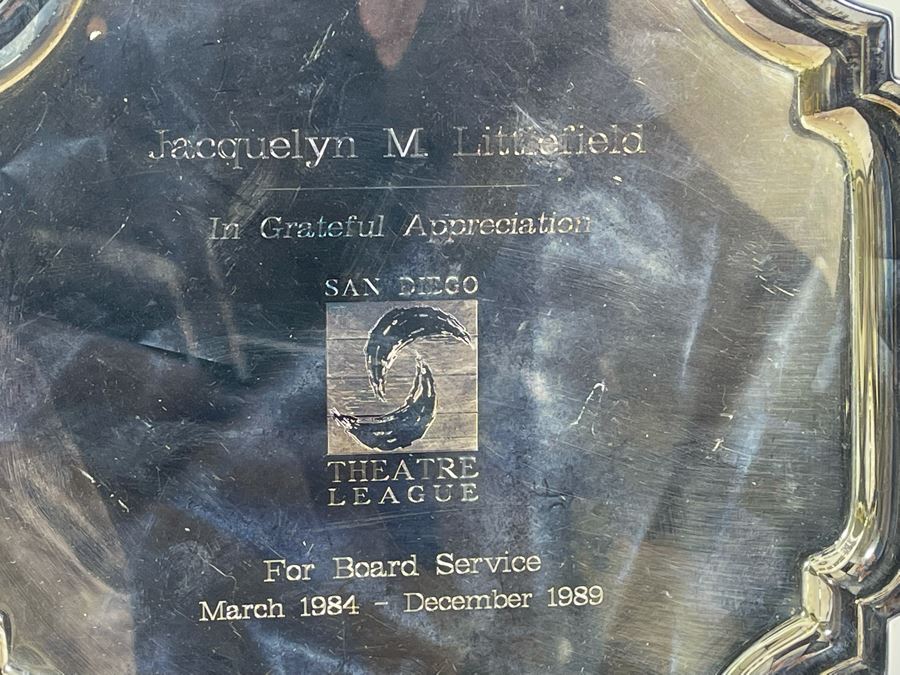 Jacquelyn M. Littlefield
In Grateful Appreciation
SAN DIEGO
THEATRE
LEAGUE
For Board Service
March 1984 - December 1989